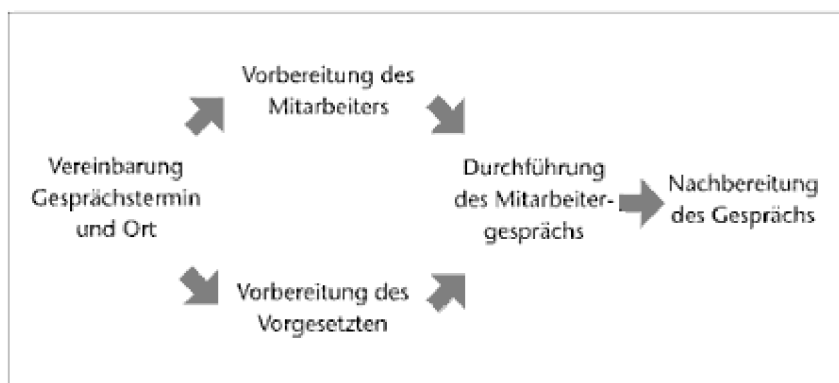 Vereinbarung
Gesprächstermin
und Ort
Vorbereitung des
Mitarbeiters
Vorbereitung des
Vorgesetzten
Durchführung
des Mitarbeiter-
gesprächs
Nachbereitung
des Gesprächs